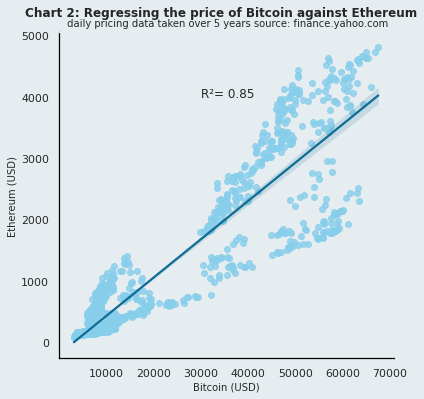 Chart 2: Regressing the price of Bitcoin against Ethereum
daily pricing data taken over 5 years source: finance.yahoo.com
5000
R²= 0.85
4000
3000
2000
1000
0
Ethereum (USD)
10000 20000 30000 40000 50000 60000 70000
Bitcoin (USD)